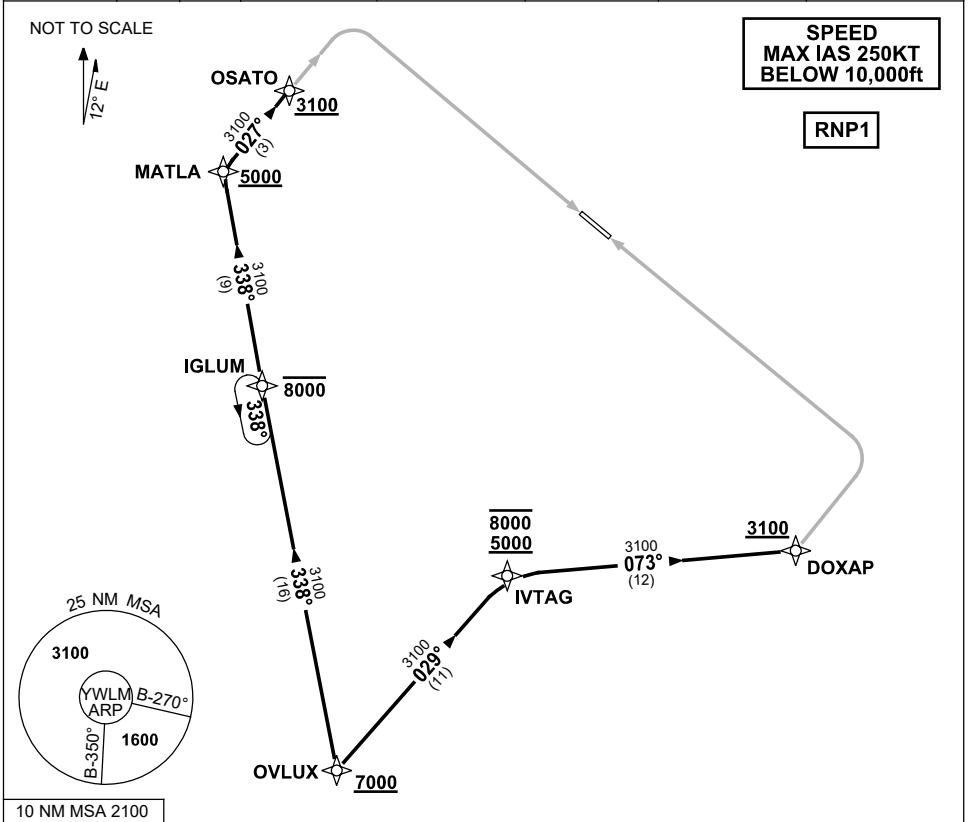 NOT TO SCALE
12° E
SPEED
MAX IAS 250KT
BELOW 10,000ft
RNP1
OSATO
3100
3100
027°
(3)
MATLA
5000
3100
338°
(9)
IGLUM
8000
338°
3100
338°
(16)
8000
5000
IVTAG
3100
073°
(12)
3100
DOXAP
3100
029°
(11)
OVLUX
7000
25 NM MSA
3100
YWLM
ARP
B-270°
B-350°
1600
10 NM MSA 2100